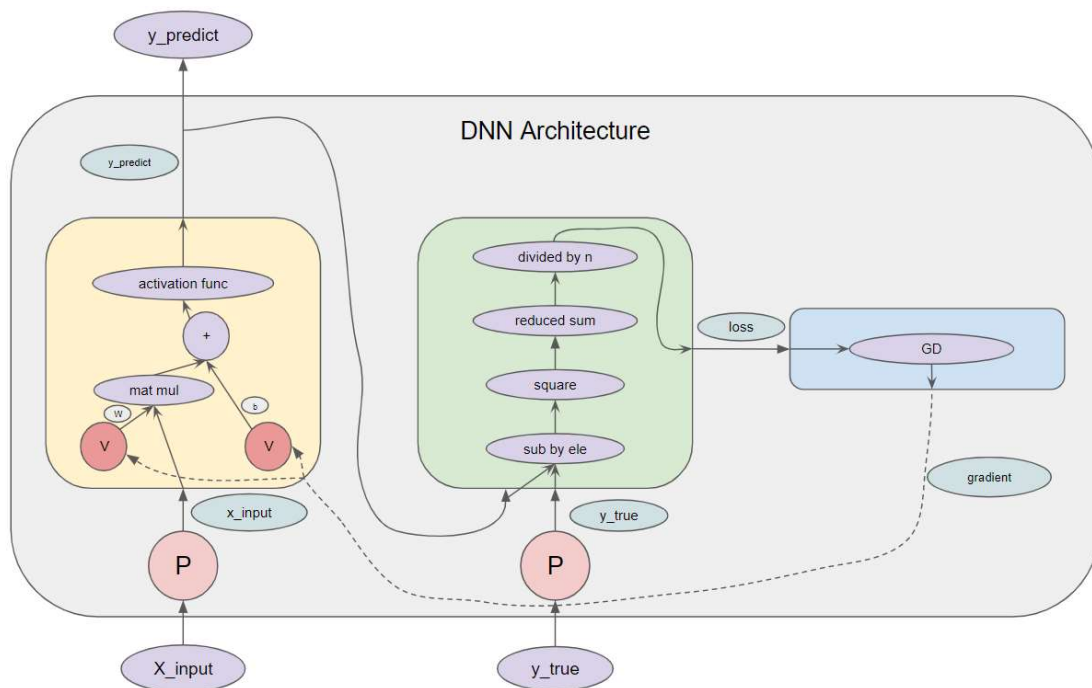 y_predict
DNN Architecture
y_predict
activation func
+
mat mul
W
b
V
V
x_input
P
X_input
divided by n
reduced sum
square
sub by ele
y_true
P
y_true
loss
GD
gradient